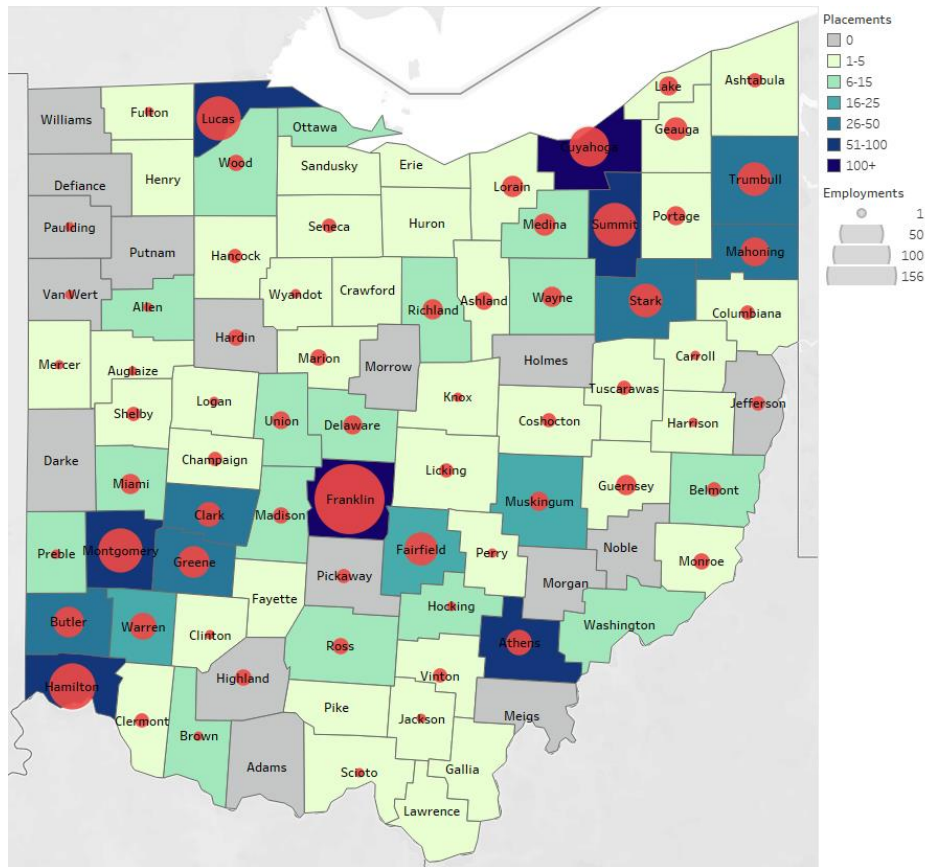 Placements
0
1-5
6-15
16-25
26-50
51-100
100+
Employments
1
50
100
156
Williams
Fulton
Lucas
Ottawa
Lake
Ashtabula
Geauga
Cuyahoga
Defiance
Henry
Wood
Sandusky
Erie
Lorain
Trumbull
Paulding
Putnam
Hancock
Seneca
Huron
Medina
Summit
Portage
Mahoning
Van Wert
Allen
Wyandot
Crawford
Richland
Ashland
Wayne
Stark
Columbiana
Mercer
Auglaize
Hardin
Marion
Morrow
Holmes
Carroll
Tuscarawas
Jefferson
Shelby
Logan
Union
Delaware
Knox
Coshocton
Harrison
Darke
Champaign
Licking
Miami
Clark
Madison
Franklin
Muskingum
Guernsey
Belmont
Preble
Montgomery
Greene
Fairfield
Perry
Noble
Monroe
Pickaway
Morgan
Fayette
Hocking
Butler
Warren
Clinton
Ross
Athens
Washington
Hamilton
Highland
Vinton
Clermont
Brown
Pike
Jackson
Meigs
Adams
Scioto
Gallia
Lawrence